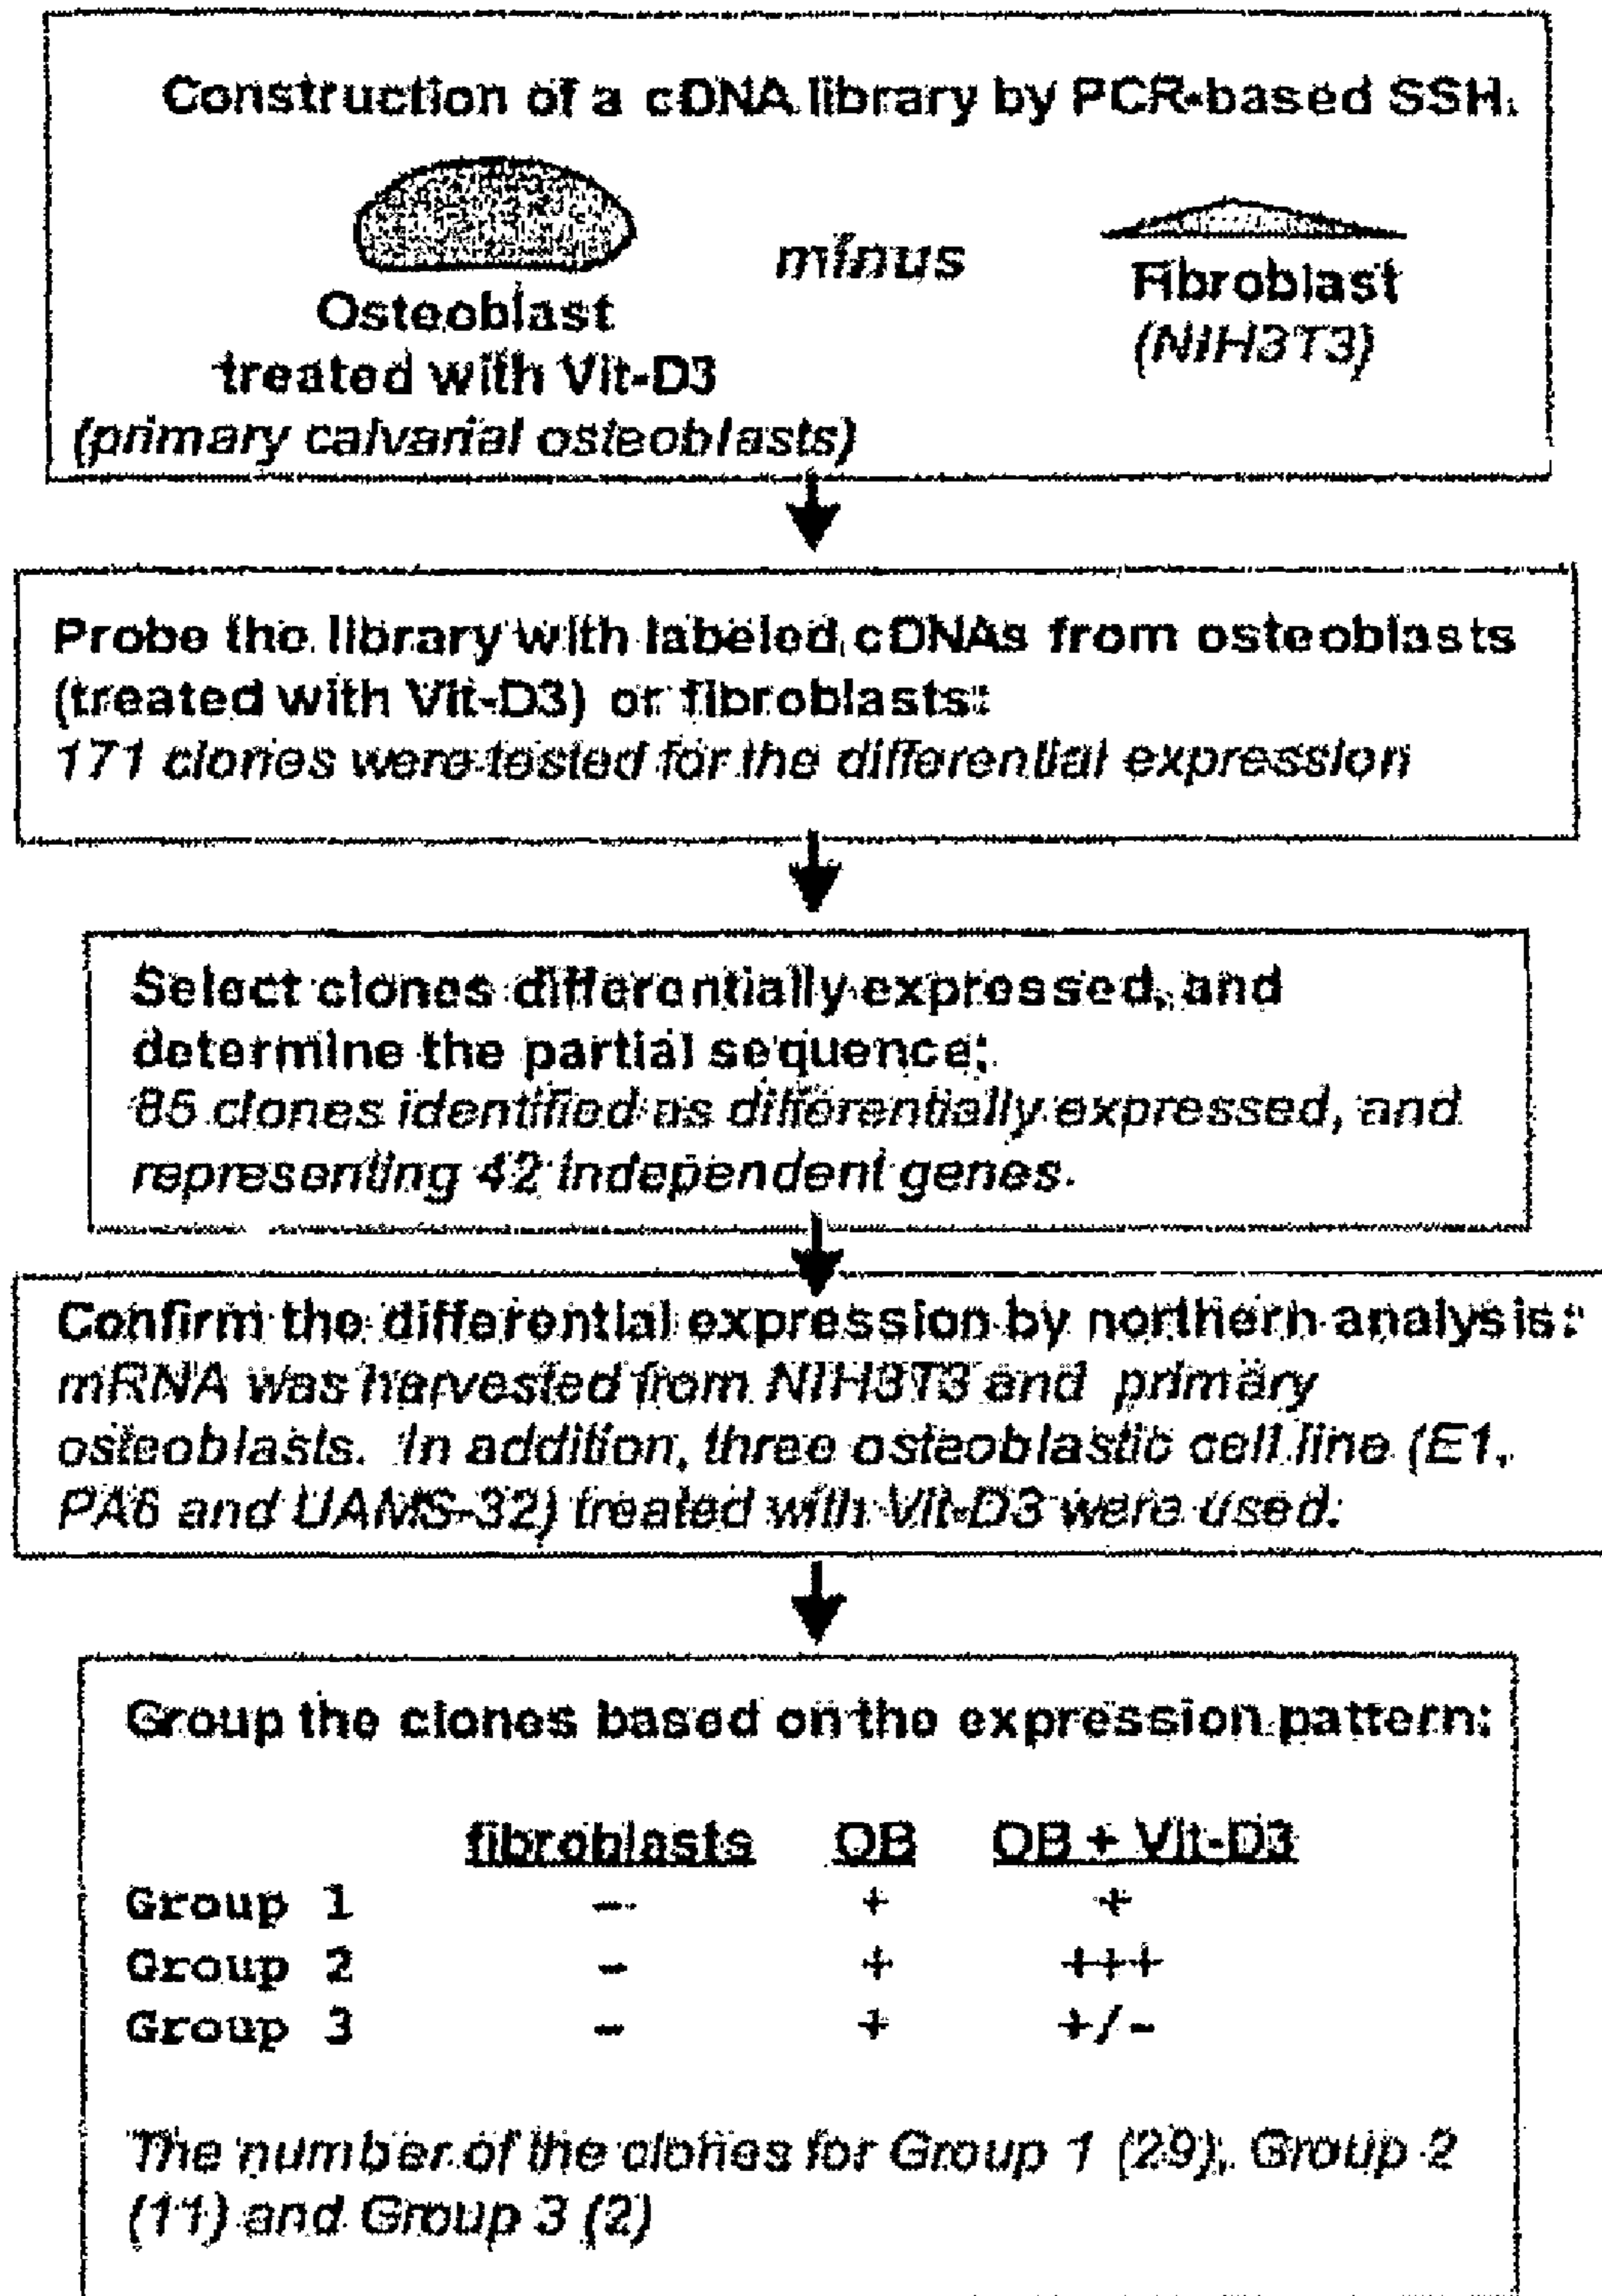 Construction of a cDNA library by PCR-based SSH.
minus
Osteoblast
treated with Vit-D3
(primary calvarial osteoblasts)
Fibroblast
(NIH3T3)
Probe the library with labeled cDNAs from osteoblasts
(treated with Vit-D3) or fibroblasts:
171 clones were tested for the differential expression
Select clones differentially expressed, and
determine the partial sequence;
clones identified as differentially expressed, and
representing 42 independent genes.
Confirm the differential expression by northern analysis:
mRNA was harvested from NIH3T3 and primary
osteoblasts. In addition, three osteoblastic cell line (E1,
PA6 and UAMS-32) treated with Vit-D3 were used.
Group the clones based on the expression pattern:
fibroblasts OB OB + Vit-D3
Group 1 - + +
Group 2 - + +++
Group 3 - + +/-
The number of the clones for Group 1 (29), Group 2
(11) and Group 3 (2)